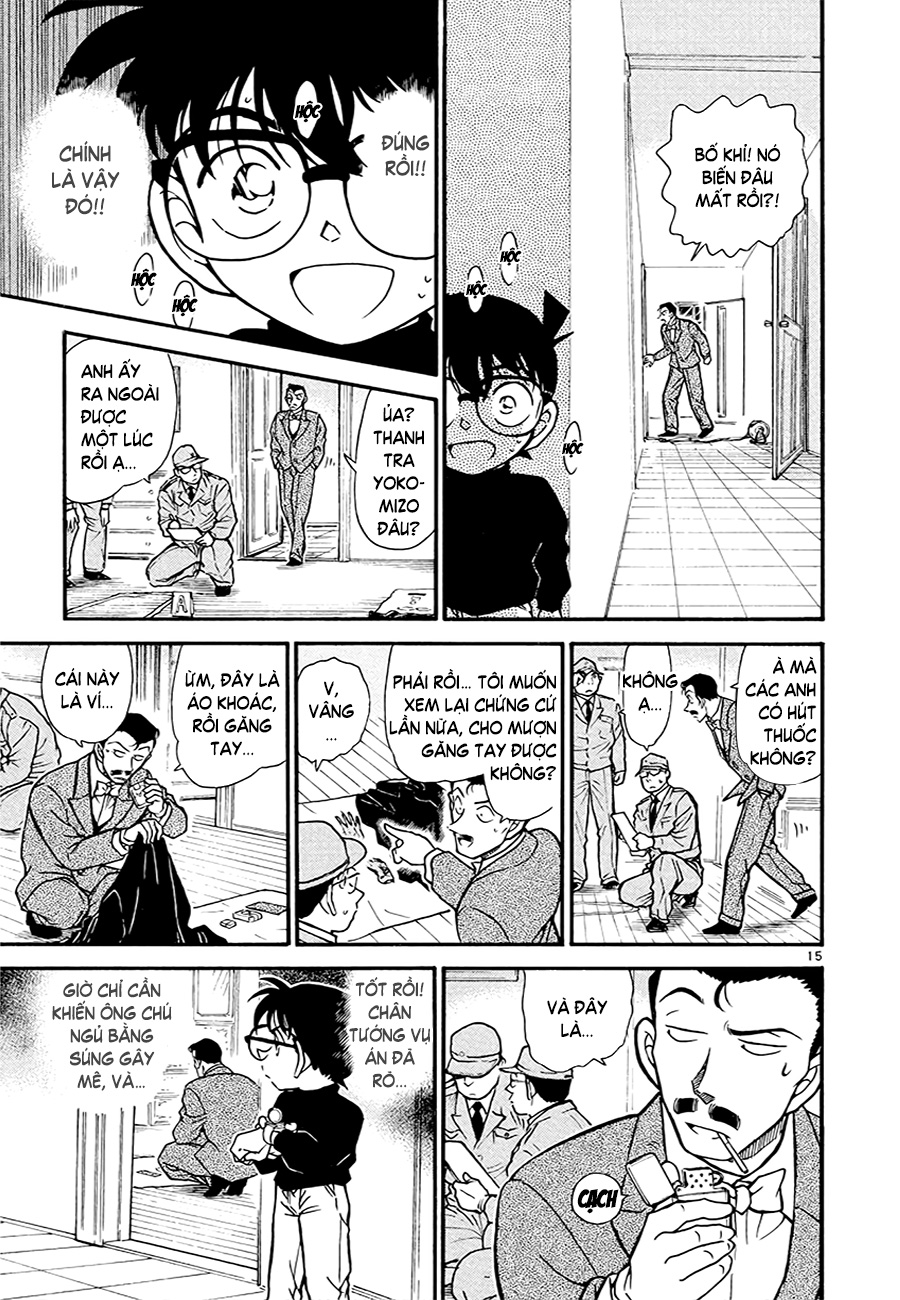 BỐ KHỈ! NÓ
BIẾN ĐÂU
MẤT RỒI?!
HỘC
HỘC
HỘC
HỘC
ĐÚNG
RỒI!!
CHÍNH
LÀ VẬY
ĐÓ!!
HỘC
HỘC
ỦA?
THANH
TRA
YOKO-
MIZO
ĐÂU?
ANH ẤY
RA NGOÀI
ĐƯỢC
MỘT LÚC
RỒI Ạ...
À MÀ
CÁC ANH
CÓ HÚT
THUỐC
KHÔNG?
KHÔNG
Ạ...
PHẢI RỒI... TÔI MUỐN
XEM LẠI CHỨNG CỨ
LẦN NỮA, CHO MƯỢN
GĂNG TAY ĐƯỢC
KHÔNG?
V,
VÂNG
...
ỪM, ĐÂY LÀ
ÁO KHOÁC,
RỒI GĂNG
TAY...
CÁI NÀY
LÀ VÍ...
A
15
VÀ ĐÂY
LÀ...
CẠCH
TỐT RỒI!
CHÂN
TƯỚNG VỤ
ÁN ĐÃ
RÕ...
GIỜ CHỈ CẦN
KHIẾN ÔNG CHÚ
NGỦ BẰNG
SÚNG GÂY
MÊ, VÀ...